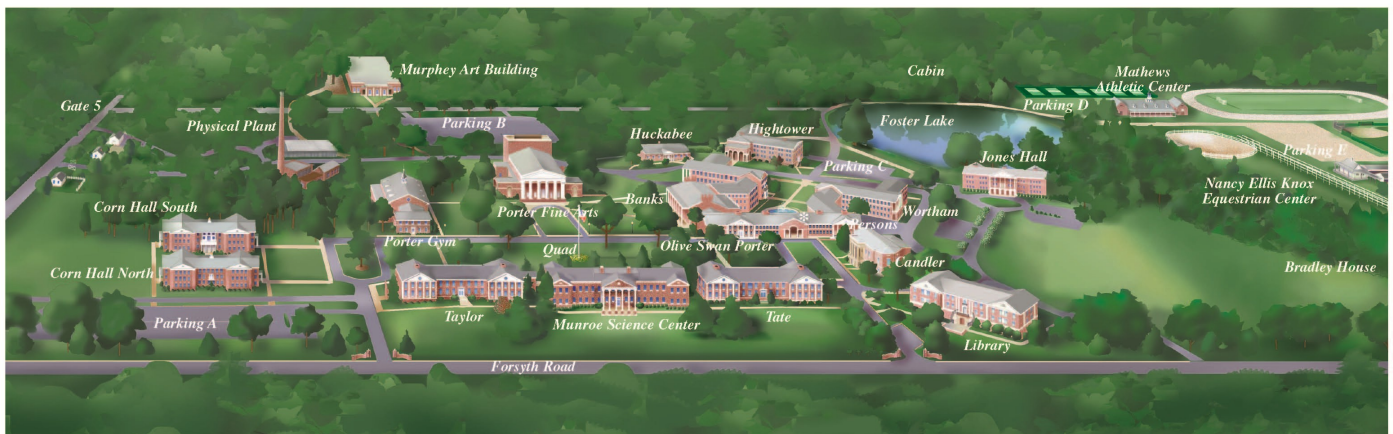 Murphey Art Building
Cabin
Mathews
Athletic Center
Gate 5
Parking D
Physical Plant
Parking B
Huckabee
Hightower
Foster Lake
Parking E
Jones Hall
Parking C
Nancy Ellis Knox
Equestrian Center
Corn Hall South
Porter Fine Arts
Banks
Wortham
*
Persons
Porter Gym
Quad
Olive Swan Porter
Candler
Corn Hall North
Bradley House
Taylor
Munroe Science Center
Tate
Parking A
Library
Forsyth Road